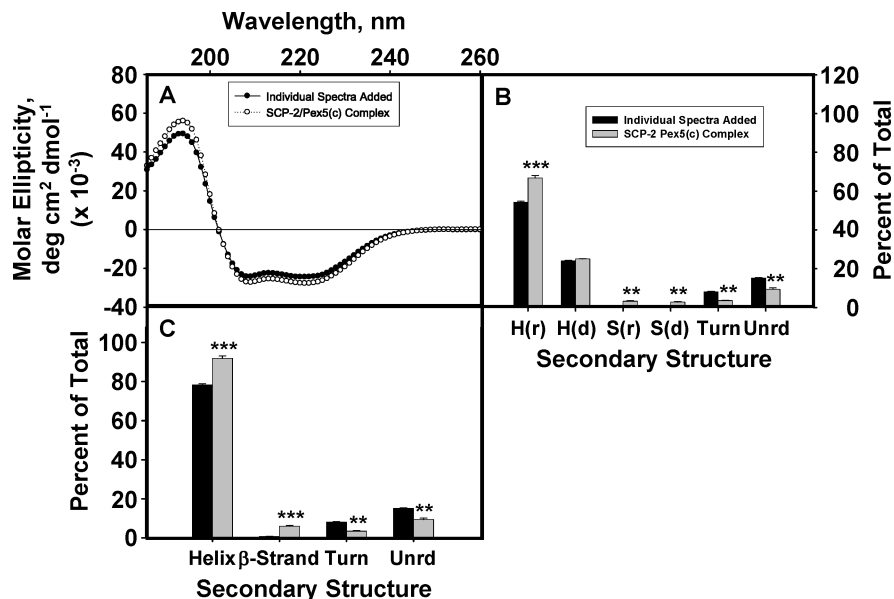 Wavelength, nm
200 220 240 260
Molar Ellipticity,
deg cm² dmol⁻¹
(x 10⁻³)
80
60
40
20
0
-20
-40
A
Individual Spectra Added
SCP-2/Pex5(c) Complex
B
Individual Spectra Added
SCP-2 Pex5(c) Complex
*** ** ** ** **
120
100
80
60
40
20
0
Percent of Total
H(r) H(d) S(r) S(d) Turn Unrd
Secondary Structure
C
Percent of Total
100
80
60
40
20
0
*** *** ** **
Helix β-Strand Turn Unrd
Secondary Structure